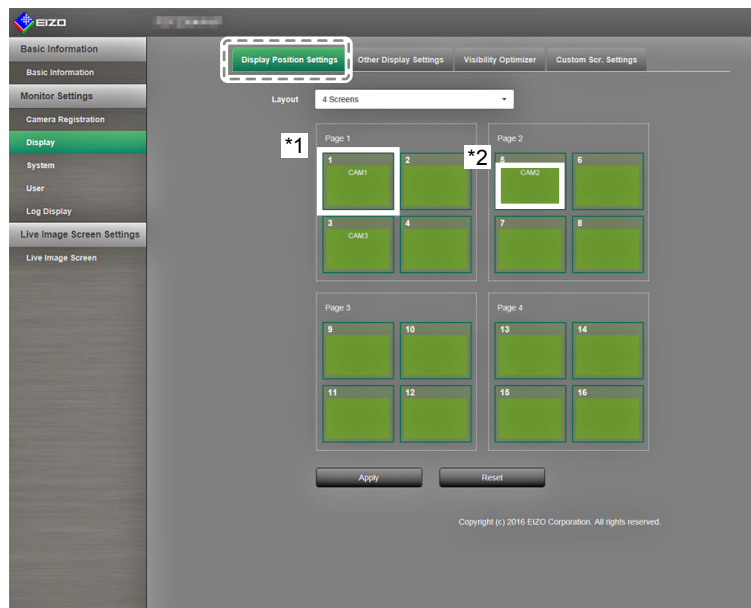 EIZO
Basic Information
Basic Information
Monitor Settings
Camera Registration
Display
System
User
Log Display
Live Image Screen Settings
Live Image Screen
Display Position Settings
Other Display Settings
Visibility Optimizer
Custom Scr. Settings
Layout
4 Screens
*1
*2
Page 1
1
CAM1
2
3
CAM3
4
Page 2
5
CAM2
6
7
8
Page 3
9
10
11
12
Page 4
13
14
15
16
Apply
Reset
Copyright (c) 2016 EIZO Corporation. All rights reserved.